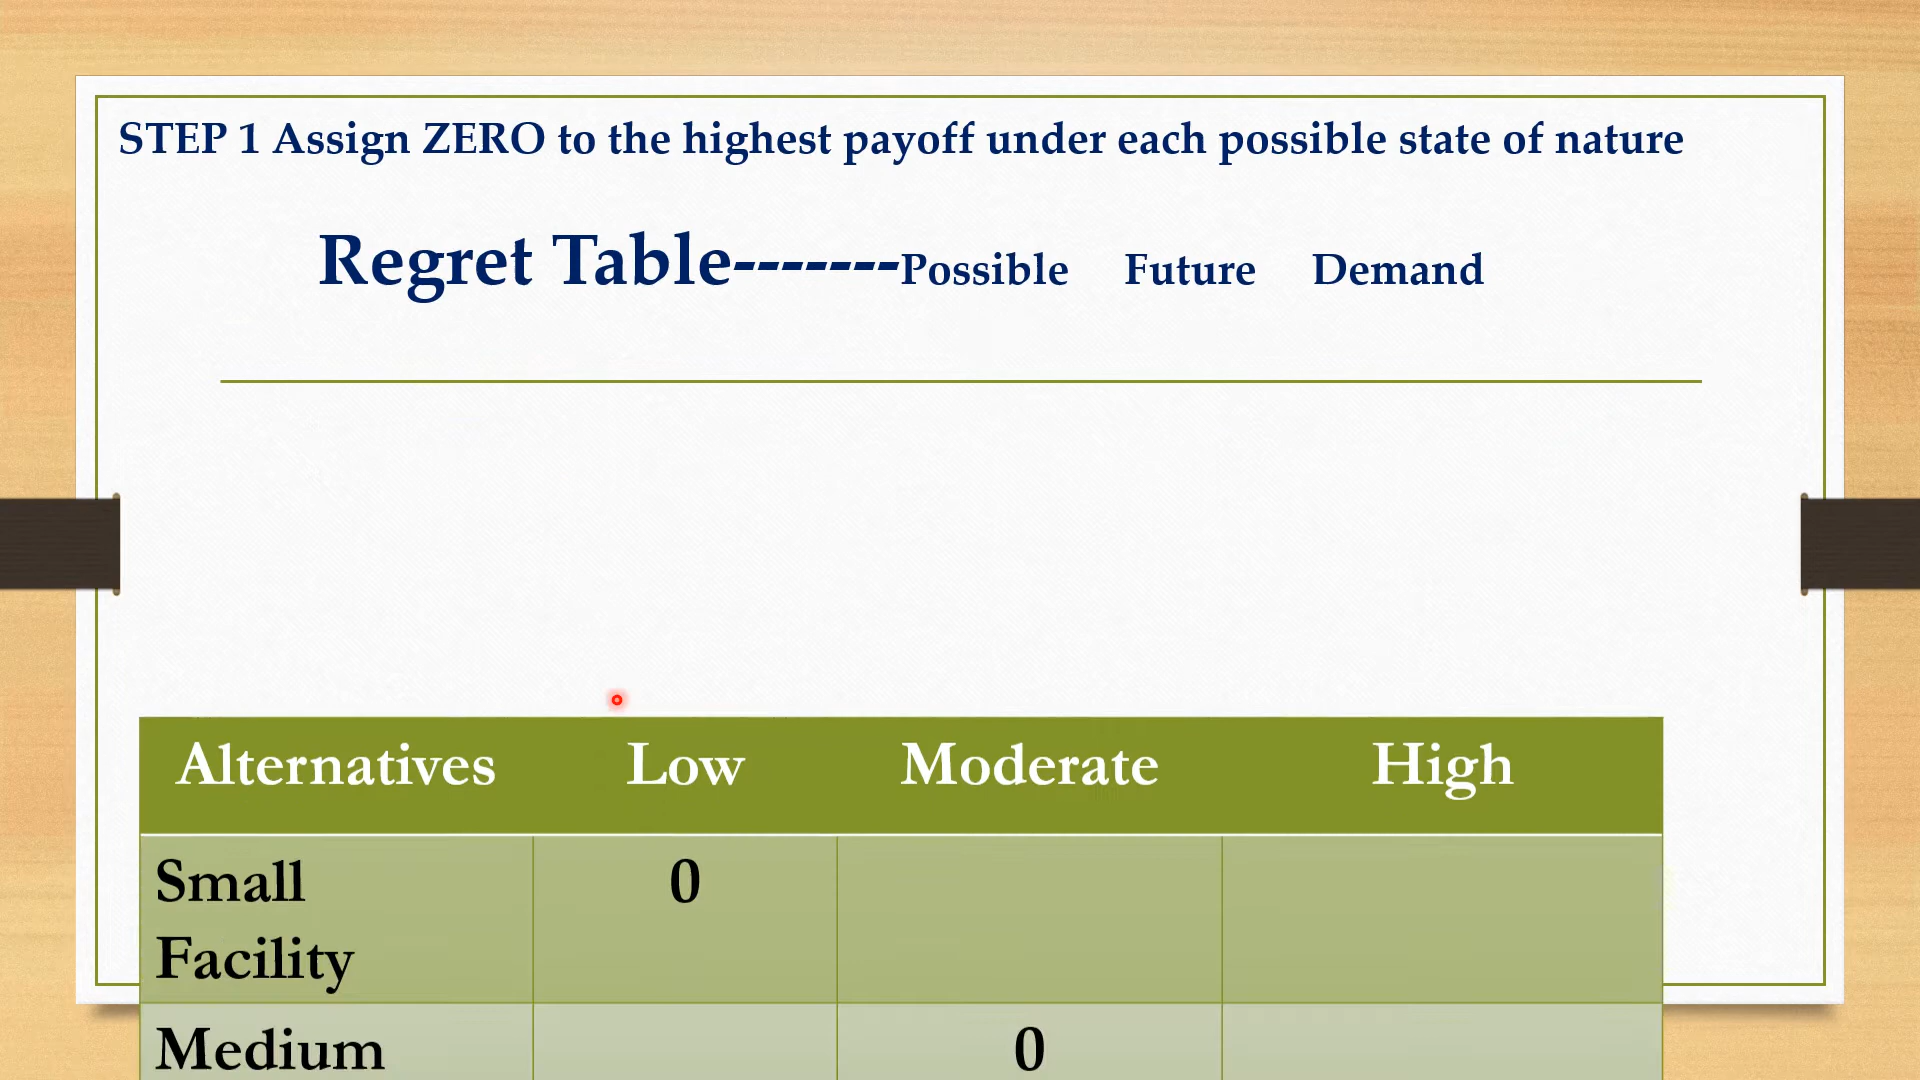 STEP 1 Assign ZERO to the highest payoff under each possible state of nature
Regret Table-------Possible Future Demand
Alternatives Low Moderate High
Small 0
Facility
Medium 0